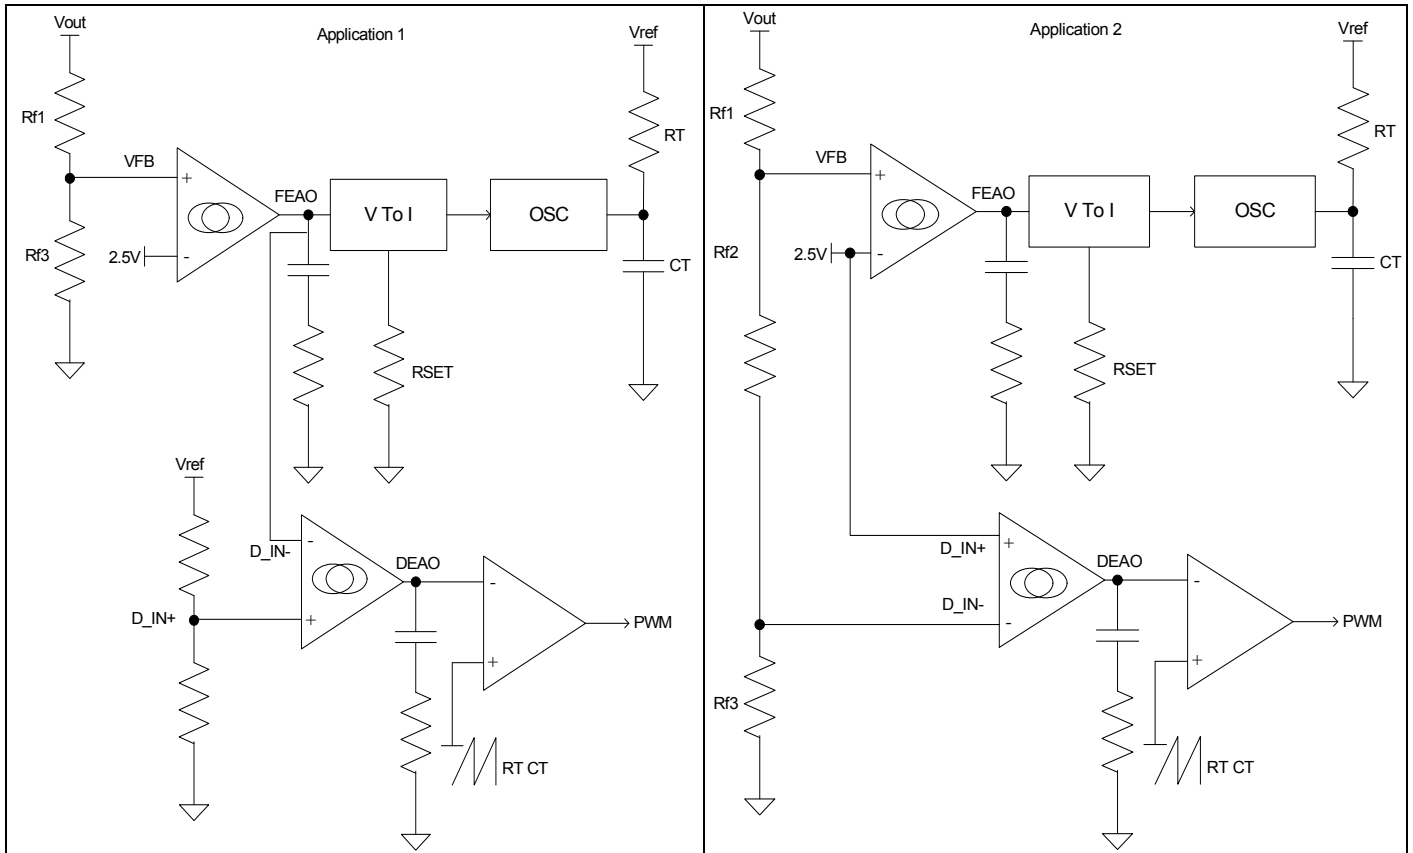 Application 1
Vout
Vref
Rf1
RT
VFB
+
FEAO
V To I
OSC
Rf3
2.5V
-
CT
RSET
Vref
D_IN-
-
DEAO
-
D_IN+
+
PWM
+
RT CT
Application 2
Vout
Vref
Rf1
RT
VFB
+
FEAO
V To I
OSC
Rf2
2.5V
-
CT
RSET
D_IN+
+
DEAO
-
D_IN-
-
PWM
+
Rf3
RT CT